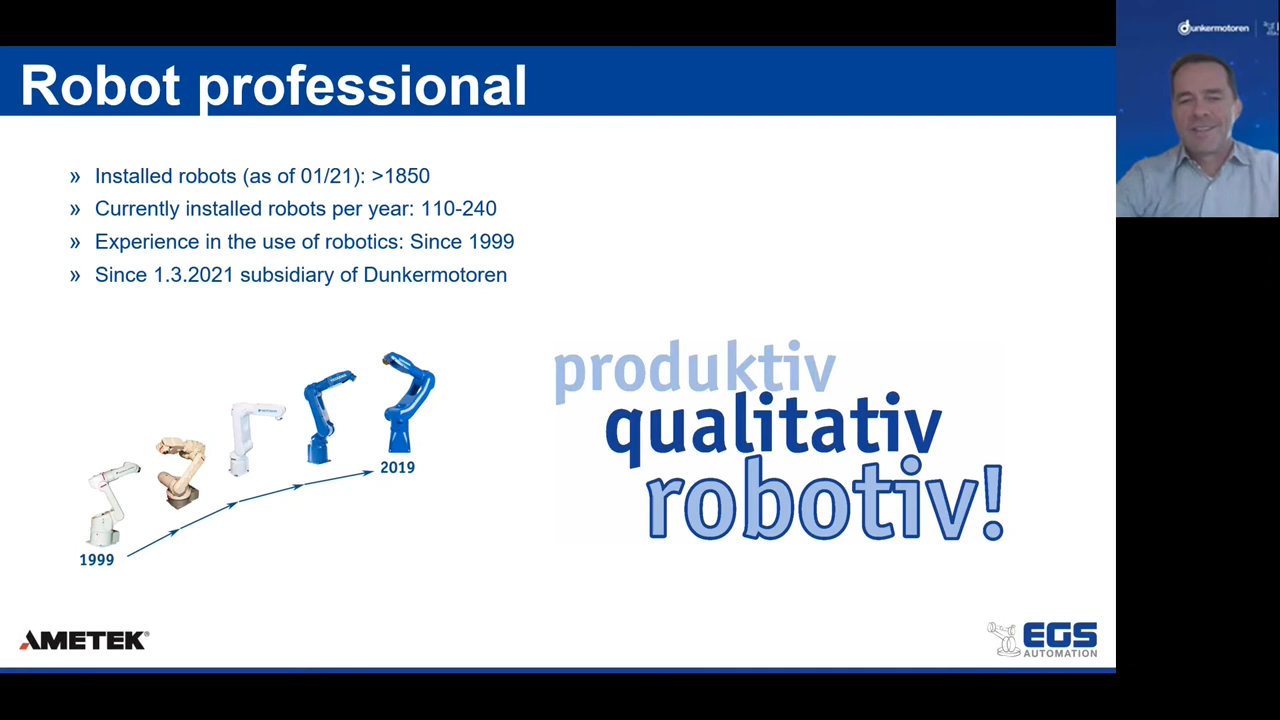 Robot professional
» Installed robots (as of 01/21): >1850
» Currently installed robots per year: 110-240
» Experience in the use of robotics: Since 1999
» Since 1.3.2021 subsidiary of Dunkermotoren
1999
2019
produktiv
qualitativ
robotiv!
AMETEK®
EGS
AUTOMATION
dunkermotoren